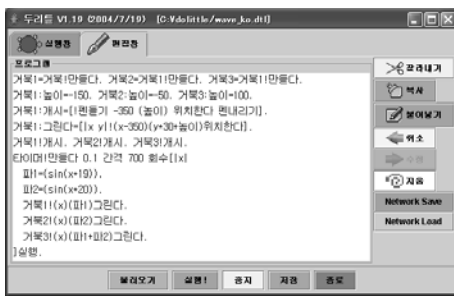 두리틀 V1.19 (2004/7/19) [C:¥dolittle/wave_ko.dtl]
실행창 편집창
프로그램
거북1=거북!만들다. 거북2=거북1!만들다. 거북3=거북1!만들다.
거북1:높이=-150. 거북2:높이=-50. 거북3:높이=100.
거북1:개시=[!펜들기 -350 (높이) 위치한다 펜내리기].
거북1:그린다=[|x y|!(x-350)(y*30+높이)위치한다].
거북1!개시. 거북2!개시. 거북3!개시.
타이머!만들다 0.1 간격 700 회수[|x|
파1=(sin(x*19)).
파2=(sin(x*20)).
거북1!(x)(파1)그린다.
거북2!(x)(파2)그린다.
거북3!(x)(파1+파2)그린다.
]실행.
잘라내기
복사
붙여넣기
취소
지움
Network Save
Network Load
불러오기 실행! 중지 저장 종료